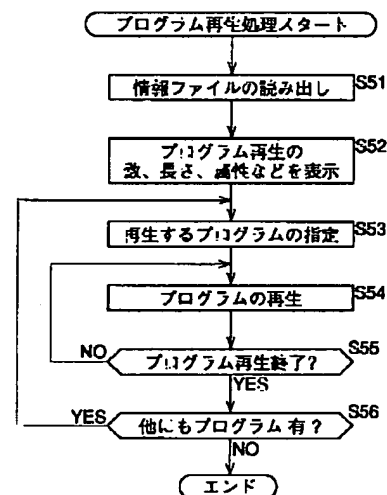 プログラム再生処理スタート
情報ファイルの読み出し
S51
プログラム再生の
数、長さ、属性などを表示
S52
再生するプログラムの指定
S53
プログラムの再生
S54
プログラム再生終了?
S55
NO
YES
他にもプログラム有?
S56
YES
NO
エンド